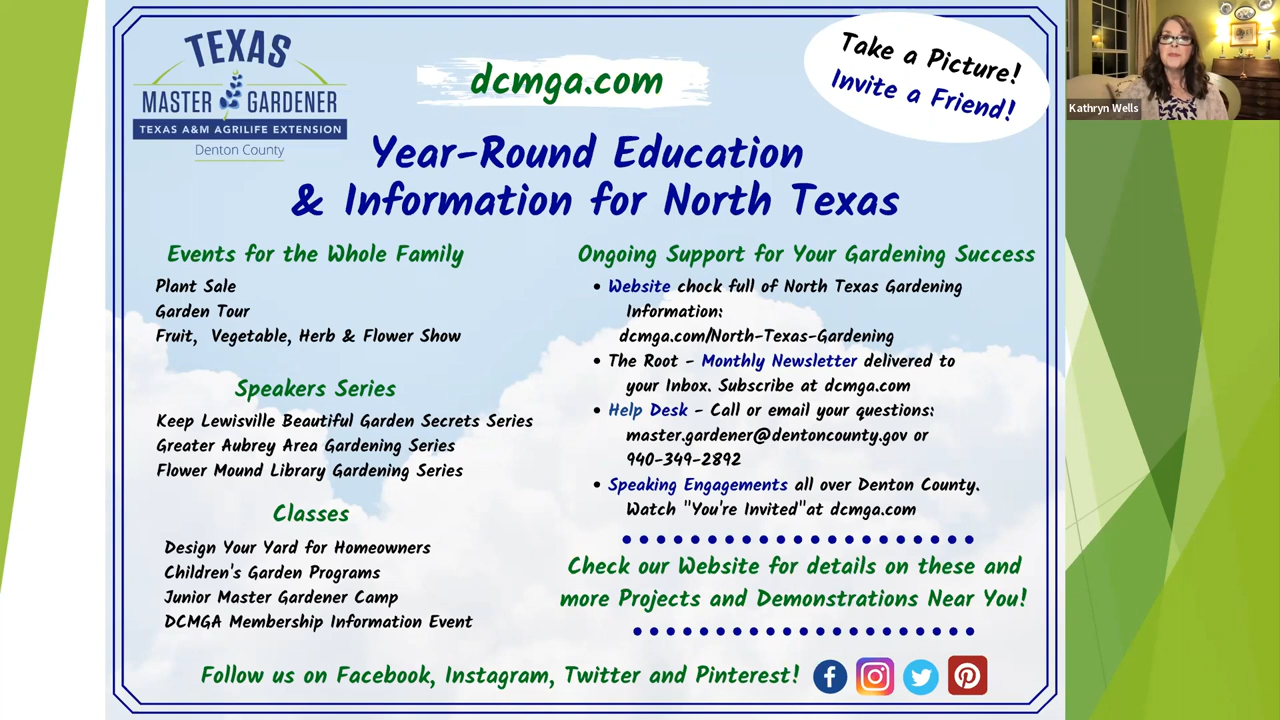 TEXAS
MASTER GARDENER
TEXAS A&M AGRILIFE EXTENSION
Denton County
dcmga.com
Take a Picture!
Invite a Friend!
Kathryn Wells
Year-Round Education
& Information for North Texas
Events for the Whole Family
Plant Sale
Garden Tour
Fruit, Vegetable, Herb & Flower Show
Speakers Series
Keep Lewisville Beautiful Garden Secrets Series
Greater Aubrey Area Gardening Series
Flower Mound Library Gardening Series
Classes
Design Your Yard for Homeowners
Children's Garden Programs
Junior Master Gardener Camp
DCMGA Membership Information Event
Ongoing Support for Your Gardening Success
• Website chock full of North Texas Gardening
Information:
dcmga.com/North-Texas-Gardening
• The Root - Monthly Newsletter delivered to
your Inbox. Subscribe at dcmga.com
• Help Desk - Call or email your questions:
master.gardener@dentoncounty.gov or
940-349-2892
• Speaking Engagements all over Denton County.
Watch "You're Invited"at dcmga.com
Check our Website for details on these and
more Projects and Demonstrations Near You!
Follow us on Facebook, Instagram, Twitter and Pinterest!